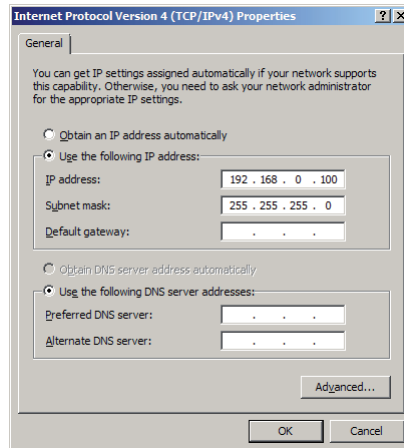 Internet Protocol Version 4 (TCP/IPv4) Properties
General
You can get IP settings assigned automatically if your network supports
this capability. Otherwise, you need to ask your network administrator
for the appropriate IP settings.
Obtain an IP address automatically
Use the following IP address:
IP address: 192 . 168 . 0 . 100
Subnet mask: 255 . 255 . 255 . 0
Default gateway: . . .
Obtain DNS server address automatically
Use the following DNS server addresses:
Preferred DNS server: . . .
Alternate DNS server: . . .
Advanced...
OK Cancel